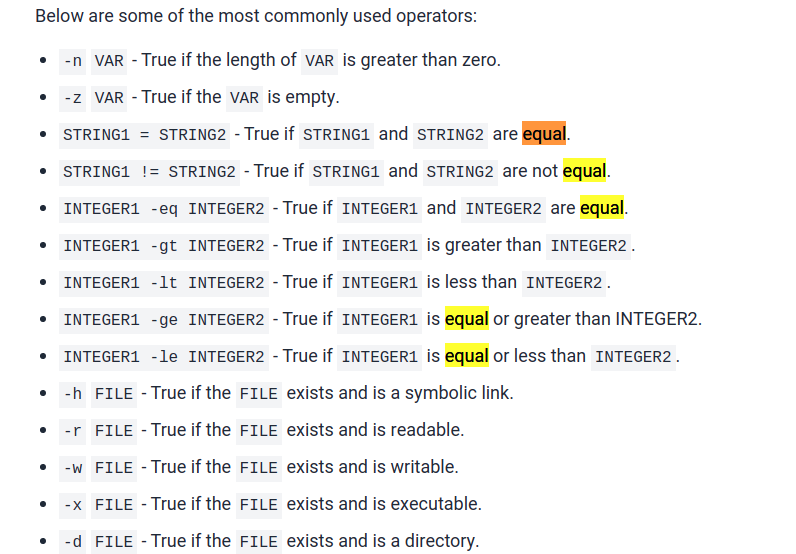 Below are some of the most commonly used operators:
• -n VAR - True if the length of VAR is greater than zero.
• -z VAR - True if the VAR is empty.
• STRING1 = STRING2 - True if STRING1 and STRING2 are equal.
• STRING1 != STRING2 - True if STRING1 and STRING2 are not equal.
• INTEGER1 -eq INTEGER2 - True if INTEGER1 and INTEGER2 are equal.
• INTEGER1 -gt INTEGER2 - True if INTEGER1 is greater than INTEGER2.
• INTEGER1 -lt INTEGER2 - True if INTEGER1 is less than INTEGER2.
• INTEGER1 -ge INTEGER2 - True if INTEGER1 is equal or greater than INTEGER2.
• INTEGER1 -le INTEGER2 - True if INTEGER1 is equal or less than INTEGER2.
• -h FILE - True if the FILE exists and is a symbolic link.
• -r FILE - True if the FILE exists and is readable.
• -w FILE - True if the FILE exists and is writable.
• -x FILE - True if the FILE exists and is executable.
• -d FILE - True if the FILE exists and is a directory.